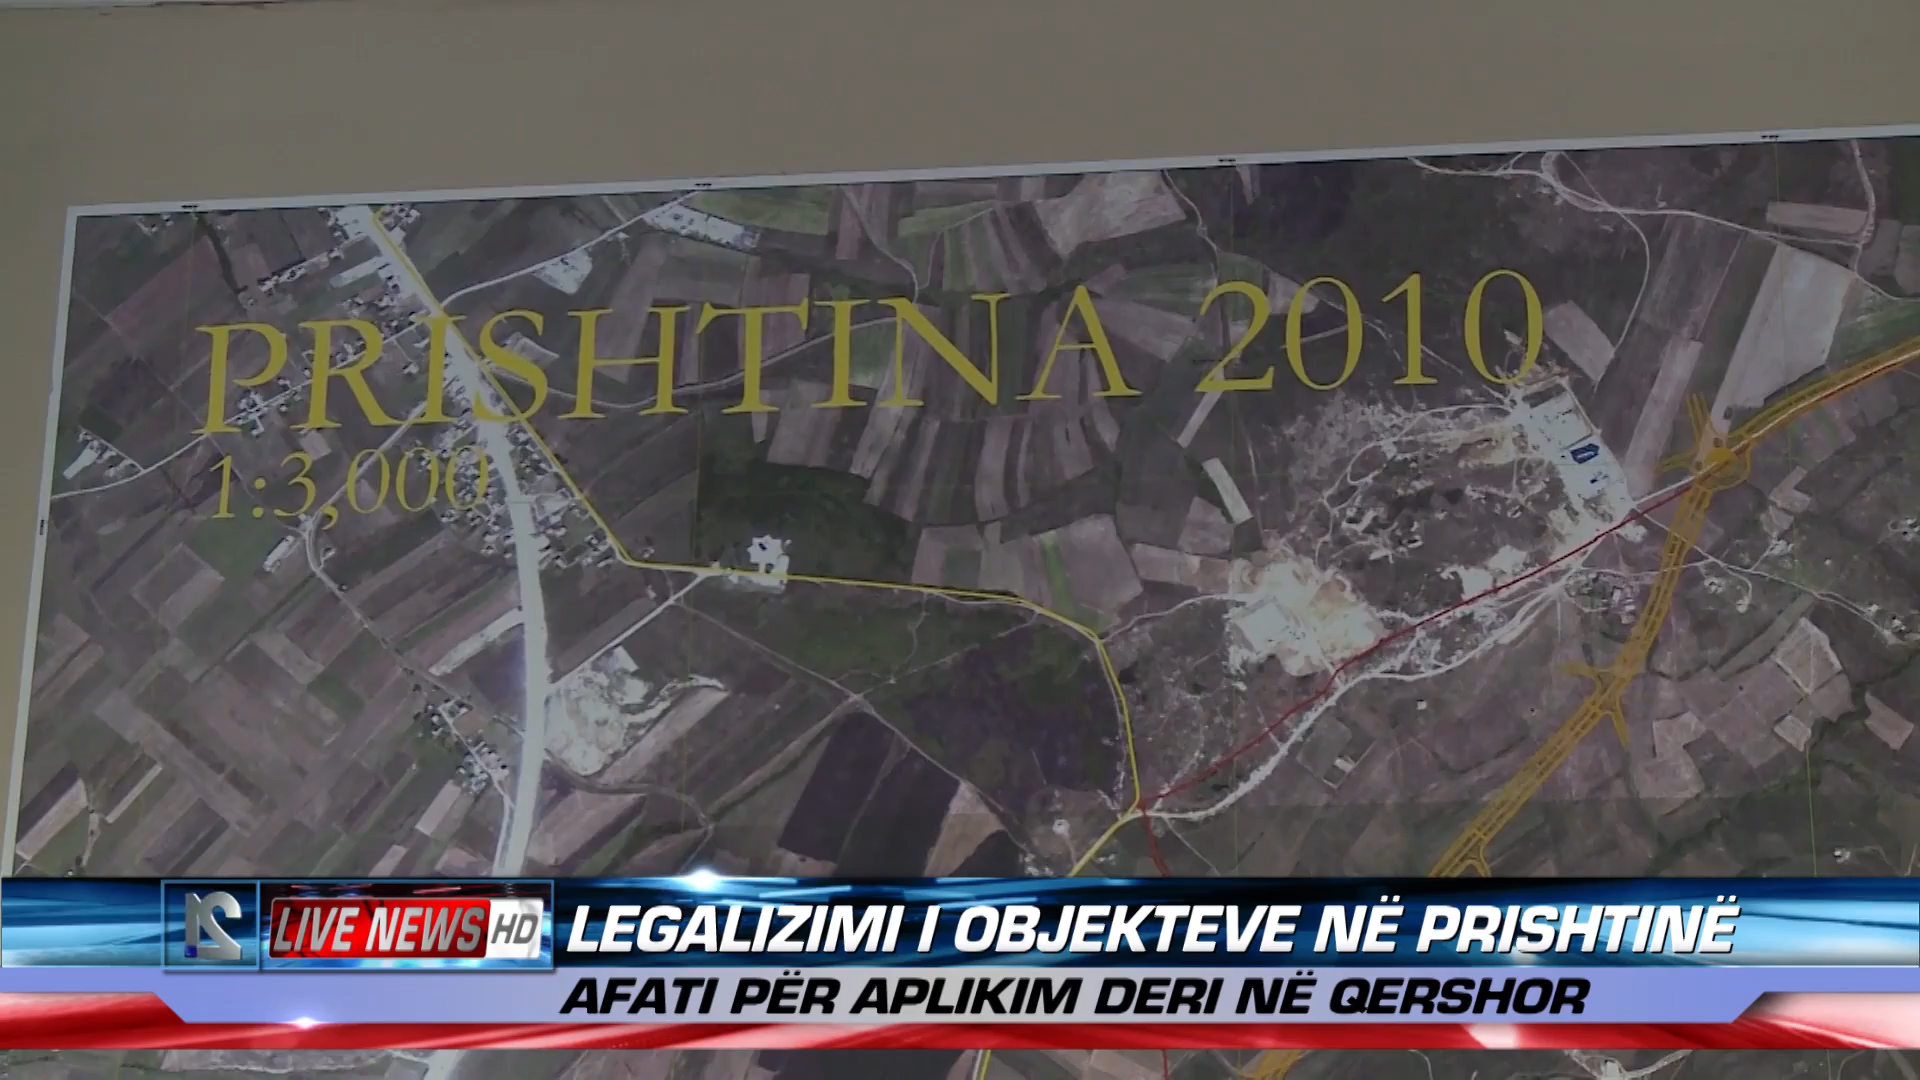 PRISHTINA 2010
1:3,000
LIVE NEWS HD
LEGALIZIMI I OBJEKTEVE NË PRISHTINË
AFATI PËR APLIKIM DERI NË QERSHOR